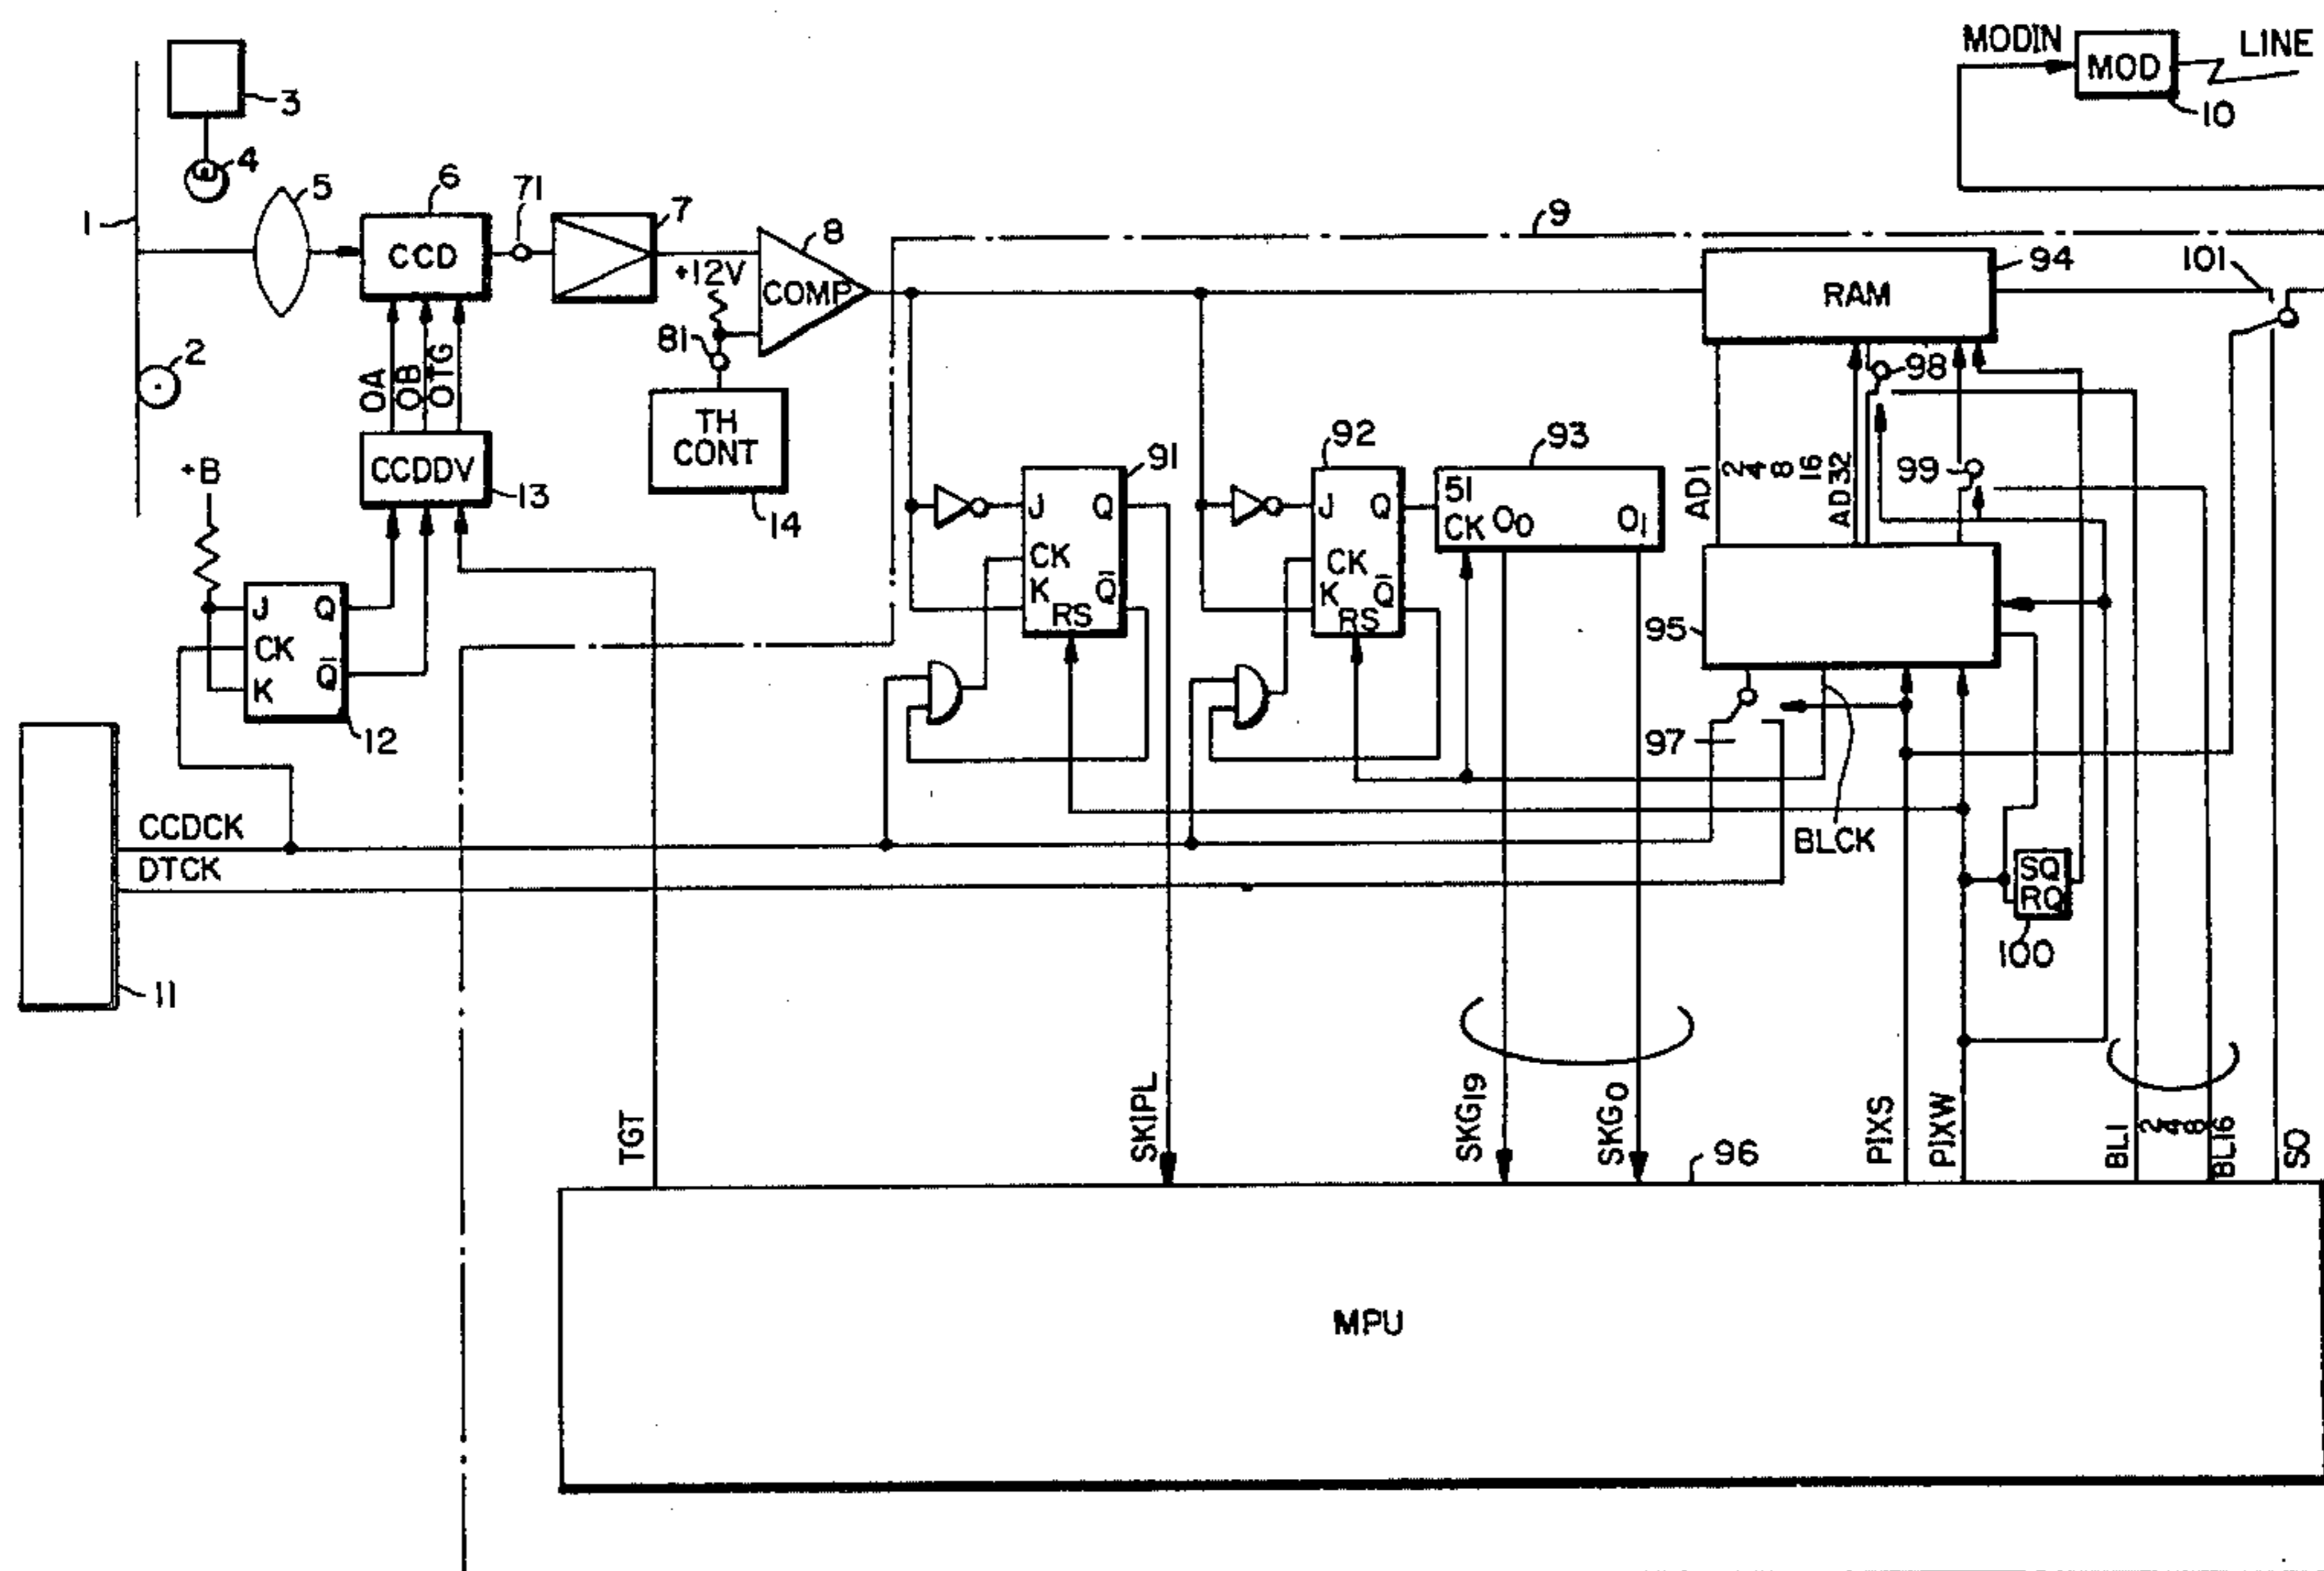 MODIN
MOD
LINE
10
3
4
5
1
2
6
CCD
71
7
+12V
8
COMP
81
TH
CONT
14
9
RAM
94
101
OA
OB
OTG
CCDDV
13
+B
J Q
CK
K Q̄
12
91
J Q
CK
K Q̄
RS
92
J Q
CK
K Q̄
RS
93
51
CK O0 O1
AD1
2
4
8
16
AD32
98
99
95
97
BLCK
CCDCK
DTCK
11
SQ
RQ
100
TGT
SKIPL
SKG19
SKG0
96
PIXS
PIXW
BL1
2
4
8
BL16
SO
MPU